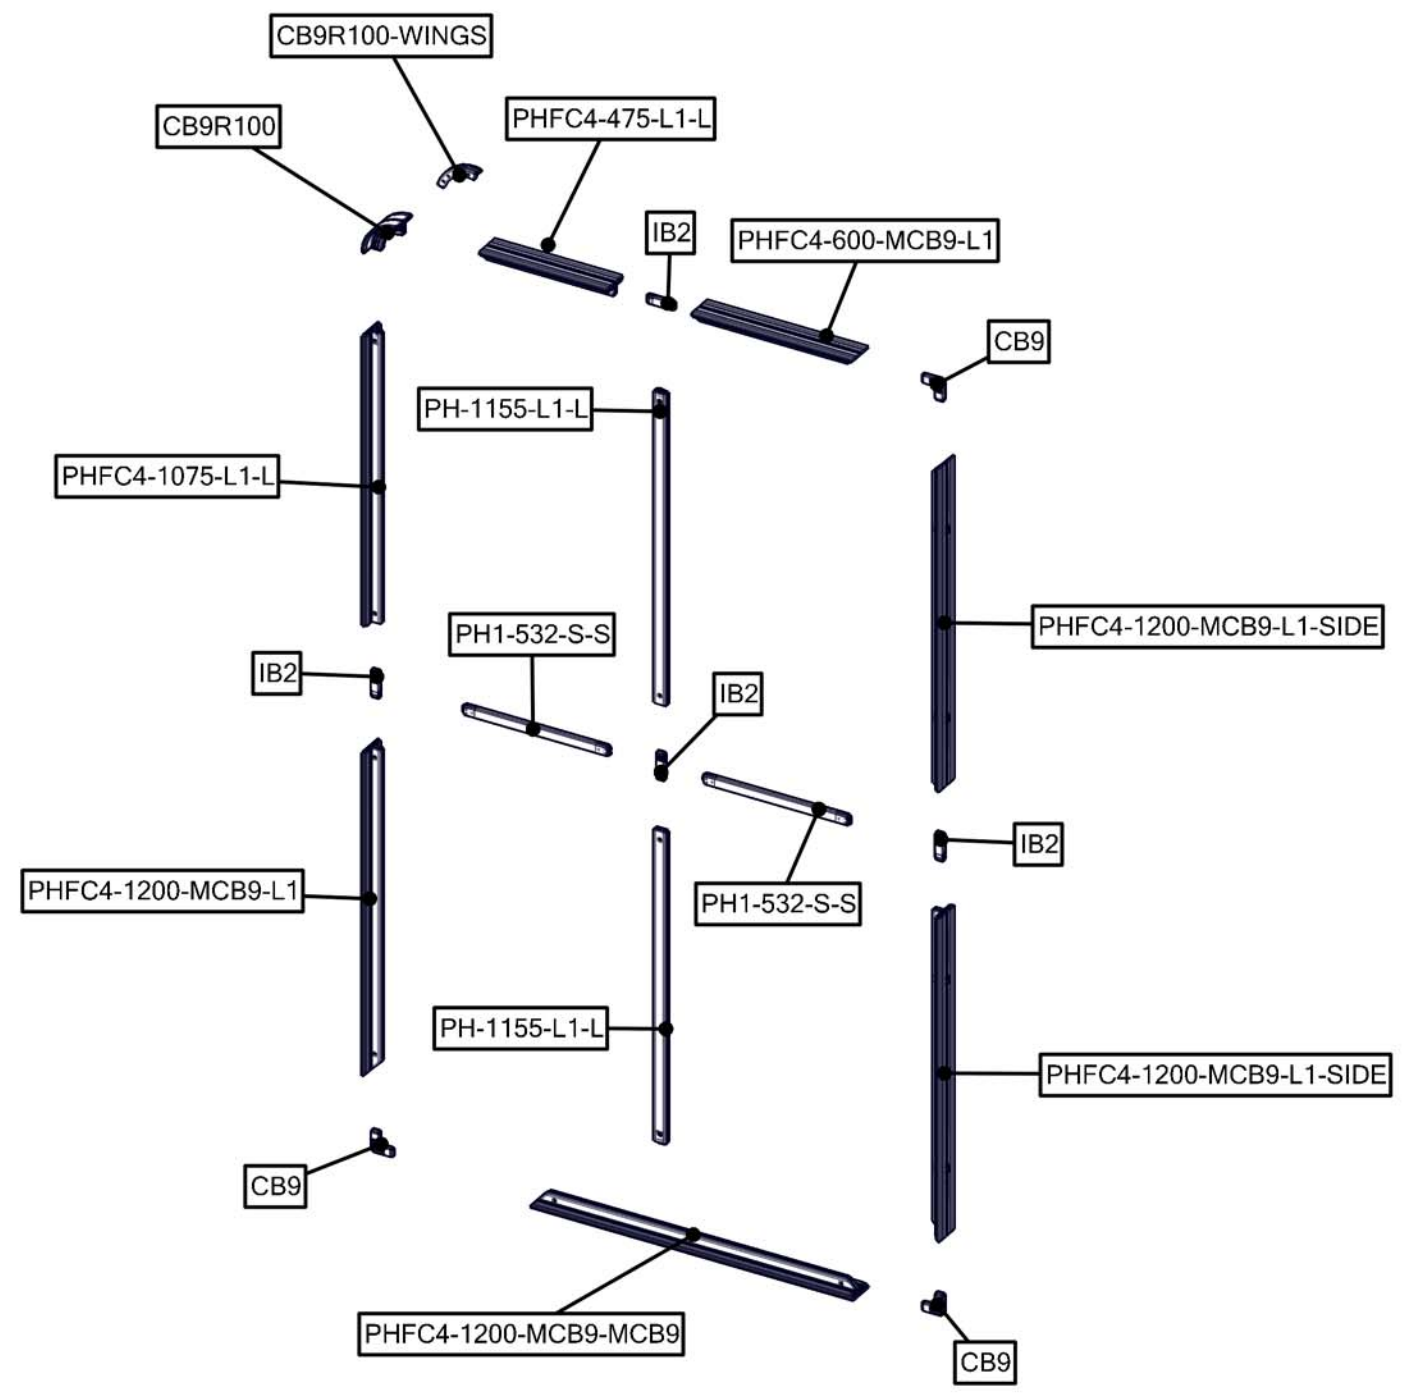 CB9R100-WINGS
CB9R100
PHFC4-475-L1-L
IB2
PHFC4-600-MCB9-L1
CB9
PH-1155-L1-L
PHFC4-1075-L1-L
PH1-532-S-S
PHFC4-1200-MCB9-L1-SIDE
IB2
IB2
IB2
PHFC4-1200-MCB9-L1
PH1-532-S-S
PH-1155-L1-L
PHFC4-1200-MCB9-L1-SIDE
CB9
PHFC4-1200-MCB9-MCB9
CB9